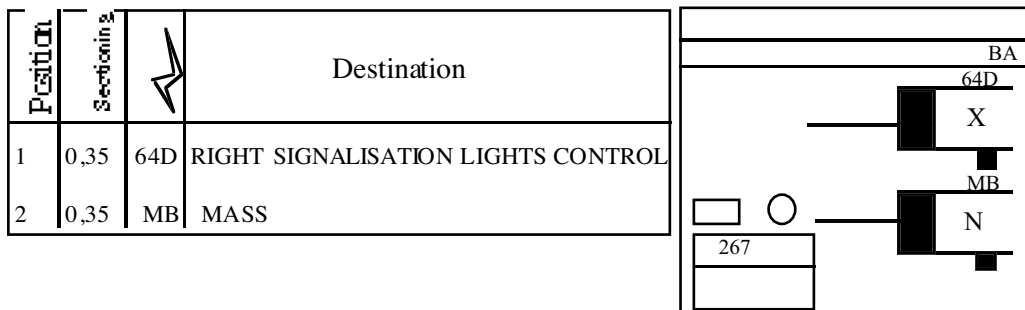 Position Sectioning Destination
1 0,35 64D RIGHT SIGNALISATION LIGHTS CONTROL
2 0,35 MB MASS
BA
64D
X
MB
N
267